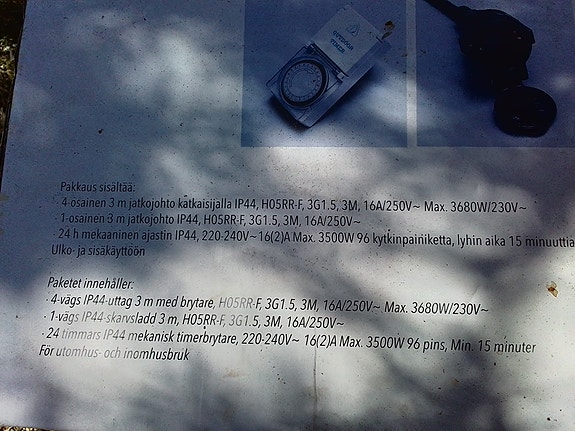 OUTDOOR
TIMER
Pakkaus sisältää:
· 4-osainen 3 m jatkojohto katkaisijalla IP44, H05RR-F, 3G1.5, 3M, 16A/250V~ Max. 3680W/230V~
· 1-osainen 3 m jatkojohto IP44, H05RR-F, 3G1.5, 3M, 16A/250V~
· 24 h mekaaninen ajastin IP44, 220-240V~16(2)A Max. 3500W 96 kytkinpainiketta, lyhin aika 15 minuuttia
Ulko- ja sisäkäyttöön
Paketet innehåller:
· 4-vägs IP44-uttag 3 m med brytare, H05RR-F, 3G1.5, 3M, 16A/250V~ Max. 3680W/230V~
· 1-vägs IP44-skarvsladd 3 m, H05RR-F, 3G1.5, 3M, 16A/250V~
· 24 timmars IP44 mekanisk timerbrytare, 220-240V~ 16(2)A Max. 3500W 96 pins, Min. 15 minuter
För utomhus- och inomhusbruk